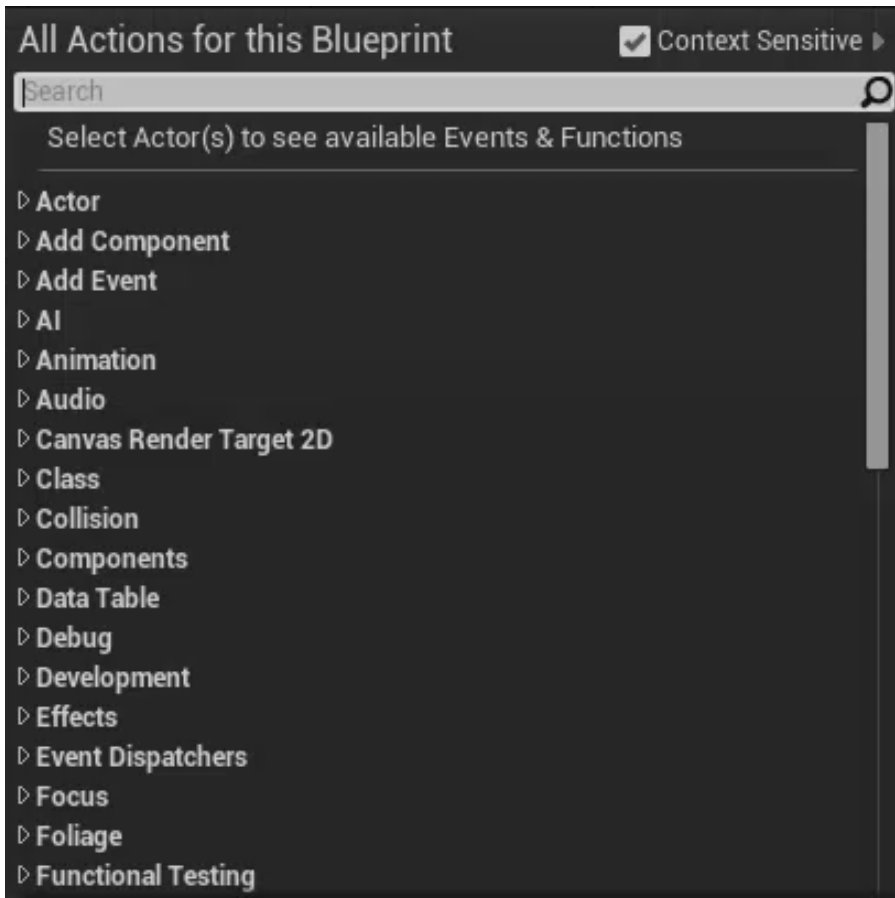 All Actions for this Blueprint Context Sensitive
Search
Select Actor(s) to see available Events & Functions
Actor
Add Component
Add Event
AI
Animation
Audio
Canvas Render Target 2D
Class
Collision
Components
Data Table
Debug
Development
Effects
Event Dispatchers
Focus
Foliage
Functional Testing